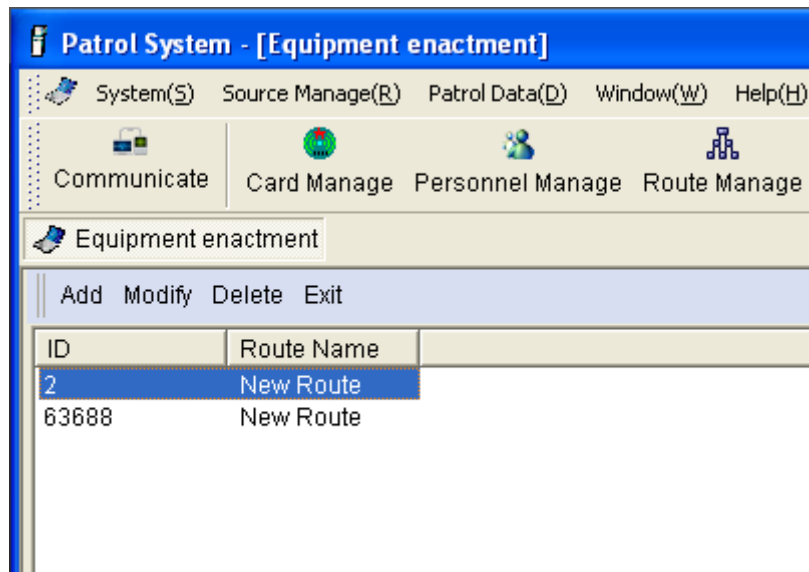 Patrol System - [Equipment enactment]
System(S) Source Manage(R) Patrol Data(D) Window(W) Help(H)
Communicate Card Manage Personnel Manage Route Manage
Equipment enactment
Add Modify Delete Exit
ID Route Name
2 New Route
63688 New Route